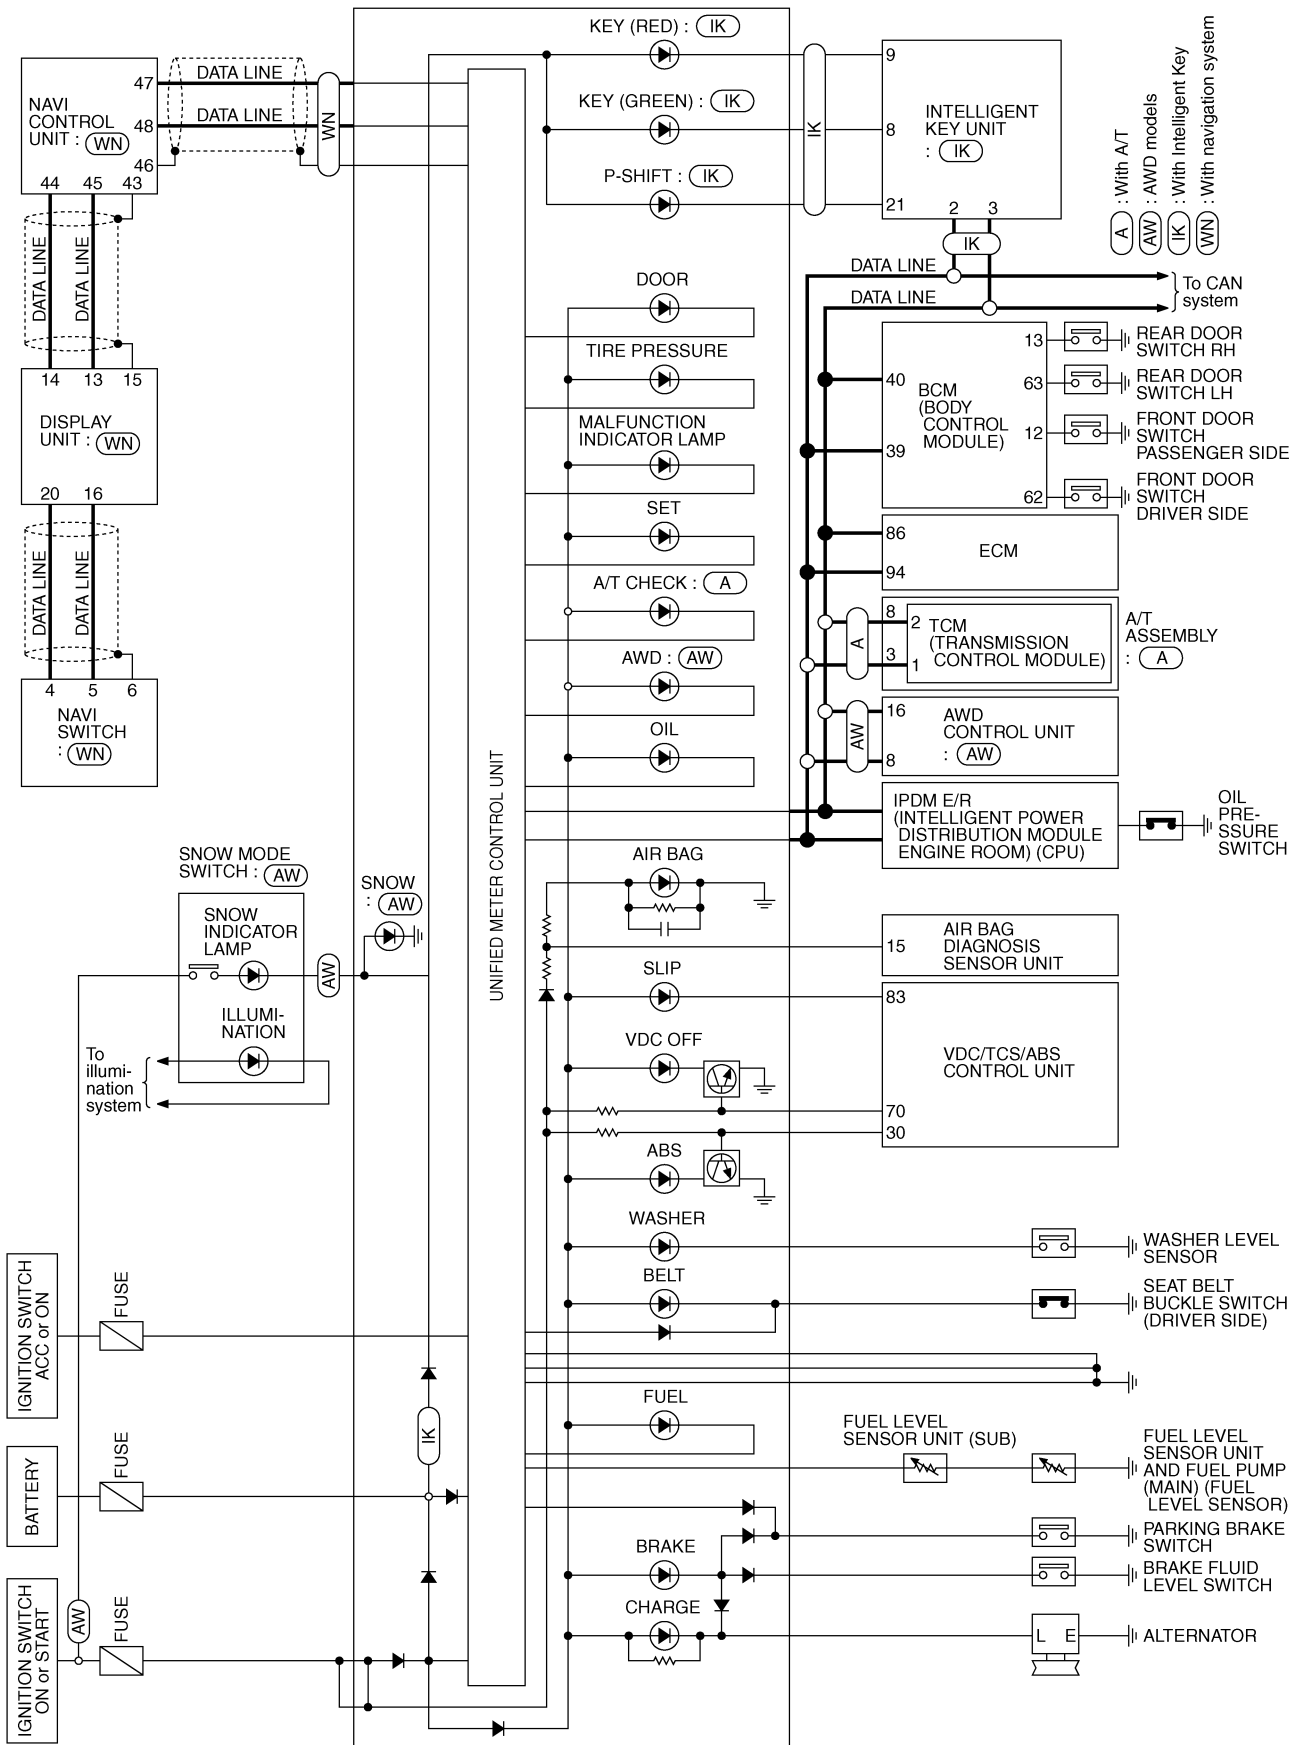 KEY (RED) : IK
KEY (GREEN) : IK
P-SHIFT : IK
IK
9
8
21
INTELLIGENT
KEY UNIT
: IK
2 3
IK
A : With A/T
AW : AWD models
IK : With Intelligent Key
WN : With navigation system
NAVI
CONTROL
UNIT : WN
47
48
46
44 45 43
DATA LINE
DATA LINE
WN
DATA LINE
DATA LINE
14 13 15
DISPLAY
UNIT : WN
20 16
DATA LINE
DATA LINE
4 5 6
NAVI
SWITCH
: WN
DATA LINE
DATA LINE
To CAN
system
DOOR
TIRE PRESSURE
MALFUNCTION
INDICATOR LAMP
SET
A/T CHECK : A
AWD : AW
OIL
UNIFIED METER CONTROL UNIT
40
39
BCM
(BODY
CONTROL
MODULE)
13
63
12
62
REAR DOOR
SWITCH RH
REAR DOOR
SWITCH LH
FRONT DOOR
SWITCH
PASSENGER SIDE
FRONT DOOR
SWITCH
DRIVER SIDE
86
94
ECM
A
8
3
2
1
TCM
(TRANSMISSION
CONTROL MODULE)
A/T
ASSEMBLY
: A
AW
16
8
AWD
CONTROL UNIT
: AW
IPDM E/R
(INTELLIGENT POWER
DISTRIBUTION MODULE
ENGINE ROOM) (CPU)
OIL
PRE-
SSURE
SWITCH
SNOW MODE
SWITCH : AW
SNOW
INDICATOR
LAMP
ILLUMI-
NATION
To
illumi-
nation
system
SNOW
: AW
AW
AIR BAG
15
AIR BAG
DIAGNOSIS
SENSOR UNIT
SLIP
VDC OFF
ABS
83
70
30
VDC/TCS/ABS
CONTROL UNIT
WASHER
WASHER LEVEL
SENSOR
BELT
SEAT BELT
BUCKLE SWITCH
(DRIVER SIDE)
IGNITION SWITCH
ACC or ON
FUSE
BATTERY
FUSE
IK
IGNITION SWITCH
ON or START
AW
FUSE
FUEL
FUEL LEVEL
SENSOR UNIT (SUB)
FUEL LEVEL
SENSOR UNIT
AND FUEL PUMP
(MAIN) (FUEL
LEVEL SENSOR)
PARKING BRAKE
SWITCH
BRAKE
BRAKE FLUID
LEVEL SWITCH
CHARGE
L E
ALTERNATOR